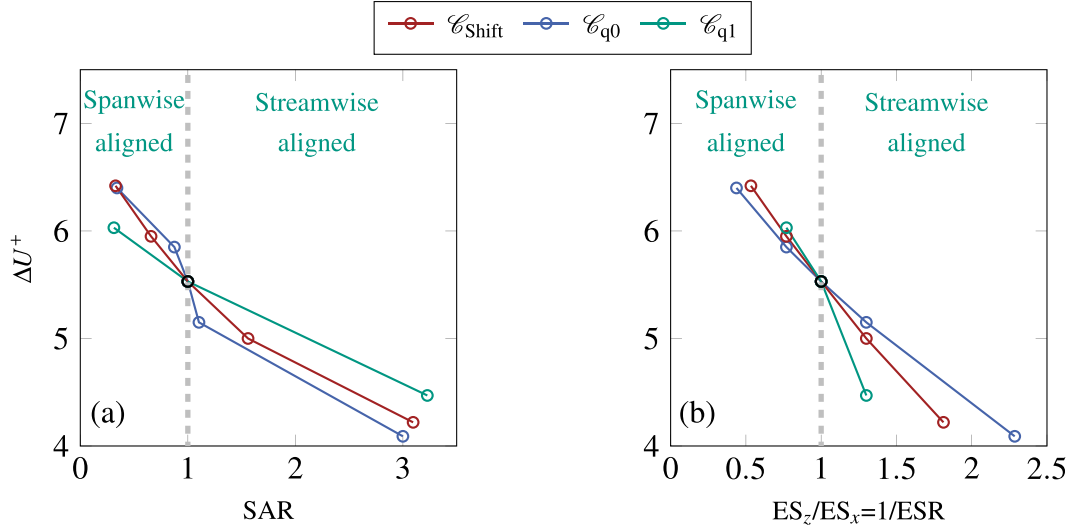 𝒞Shift 𝒞q0 𝒞q1
Spanwise aligned
Streamwise aligned
7
6
5
4
ΔU+
(a)
0 1 2 3
SAR
Spanwise aligned
Streamwise aligned
7
6
5
4
(b)
0 0.5 1 1.5 2 2.5
ESz/ESx=1/ESR